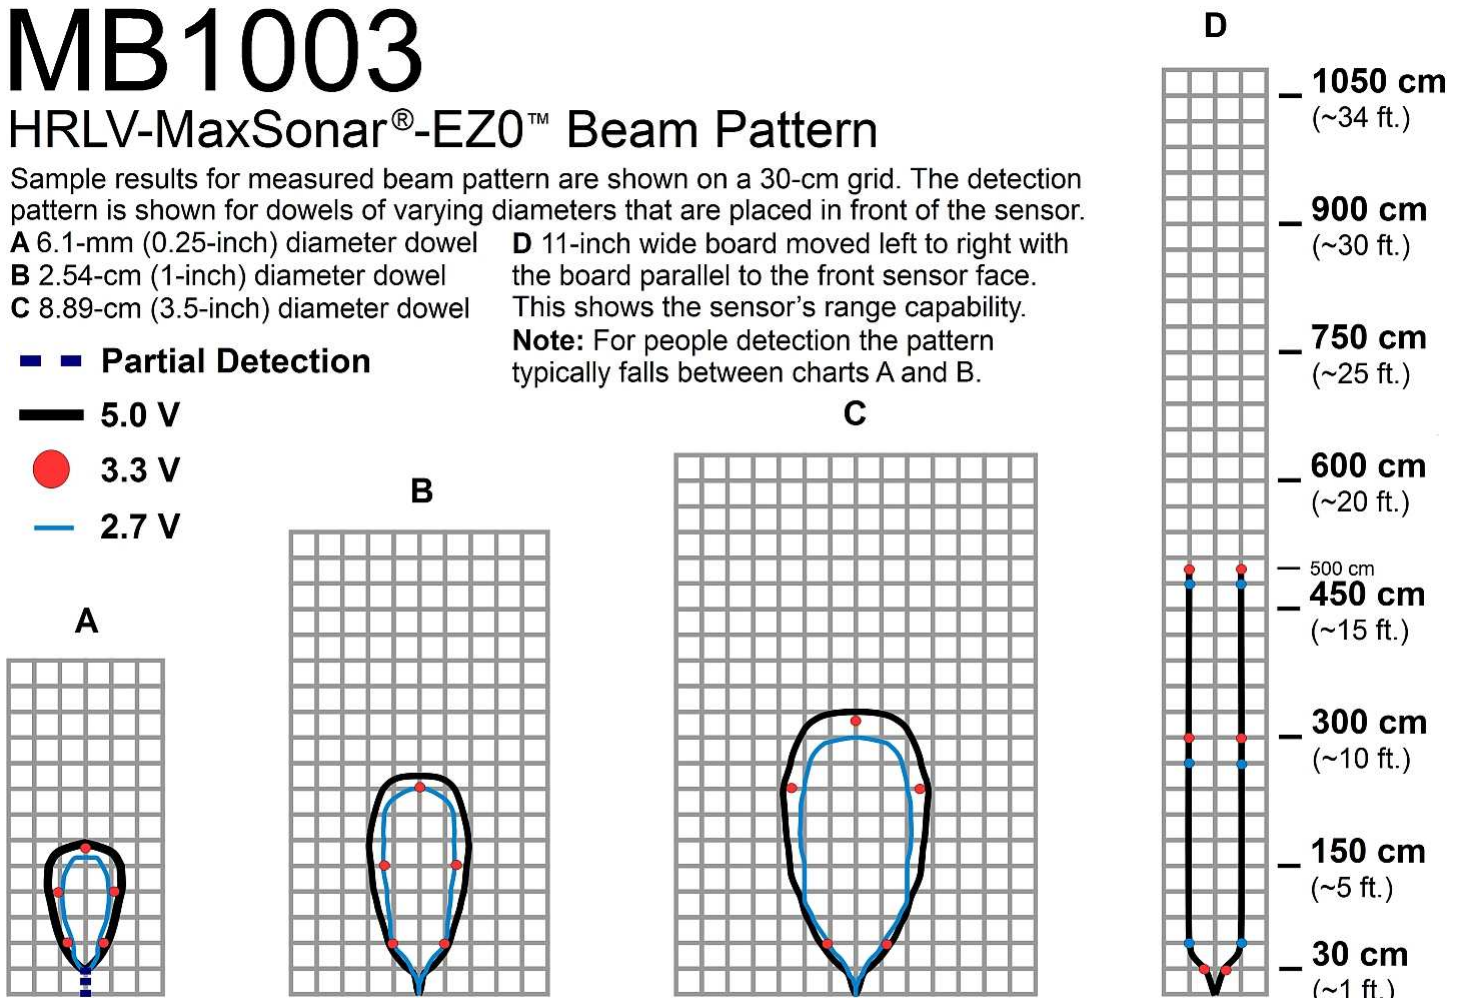 MB1003
HRLV-MaxSonar®-EZ0™ Beam Pattern
Sample results for measured beam pattern are shown on a 30-cm grid. The detection
pattern is shown for dowels of varying diameters that are placed in front of the sensor.
A 6.1-mm (0.25-inch) diameter dowel
B 2.54-cm (1-inch) diameter dowel
C 8.89-cm (3.5-inch) diameter dowel
D 11-inch wide board moved left to right with
the board parallel to the front sensor face.
This shows the sensor's range capability.
Note: For people detection the pattern
typically falls between charts A and B.
Partial Detection
5.0 V
3.3 V
2.7 V
A
B
C
D
1050 cm
(~34 ft.)
900 cm
(~30 ft.)
750 cm
(~25 ft.)
600 cm
(~20 ft.)
500 cm
450 cm
(~15 ft.)
300 cm
(~10 ft.)
150 cm
(~5 ft.)
30 cm
(~1 ft.)